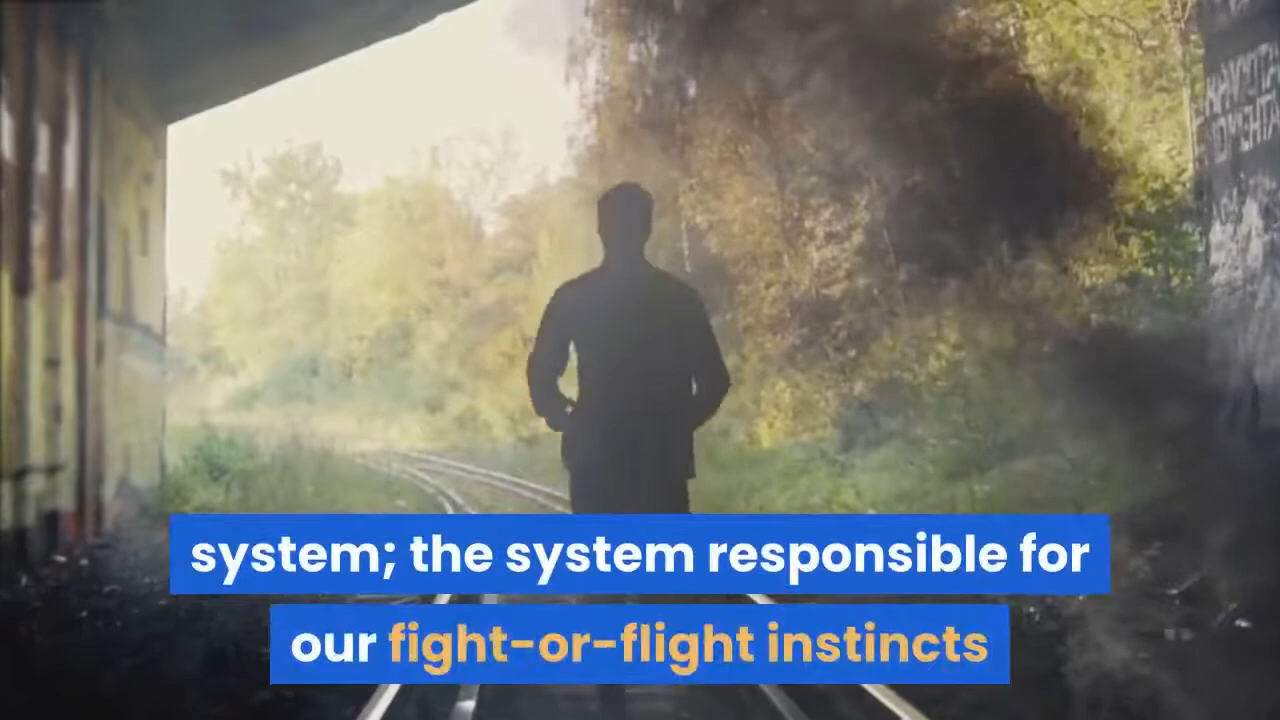 system; the system responsible for
our fight-or-flight instincts